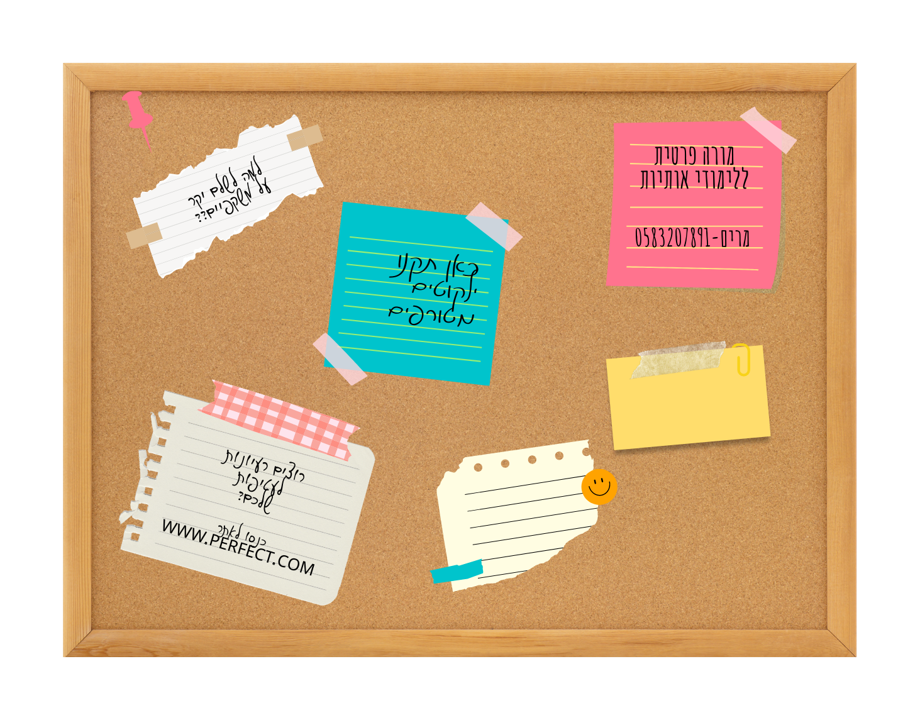 למה לשלם יקר
על משקפיים??
כאן תקנו
ילקוטים
מטורפים
מורה פרטית
ללימודי אותיות
מרים-0583207891
רוצים רעיונות
לעטיפות
שלכם?
כנסו לאתר
WWW.PERFECT.COM